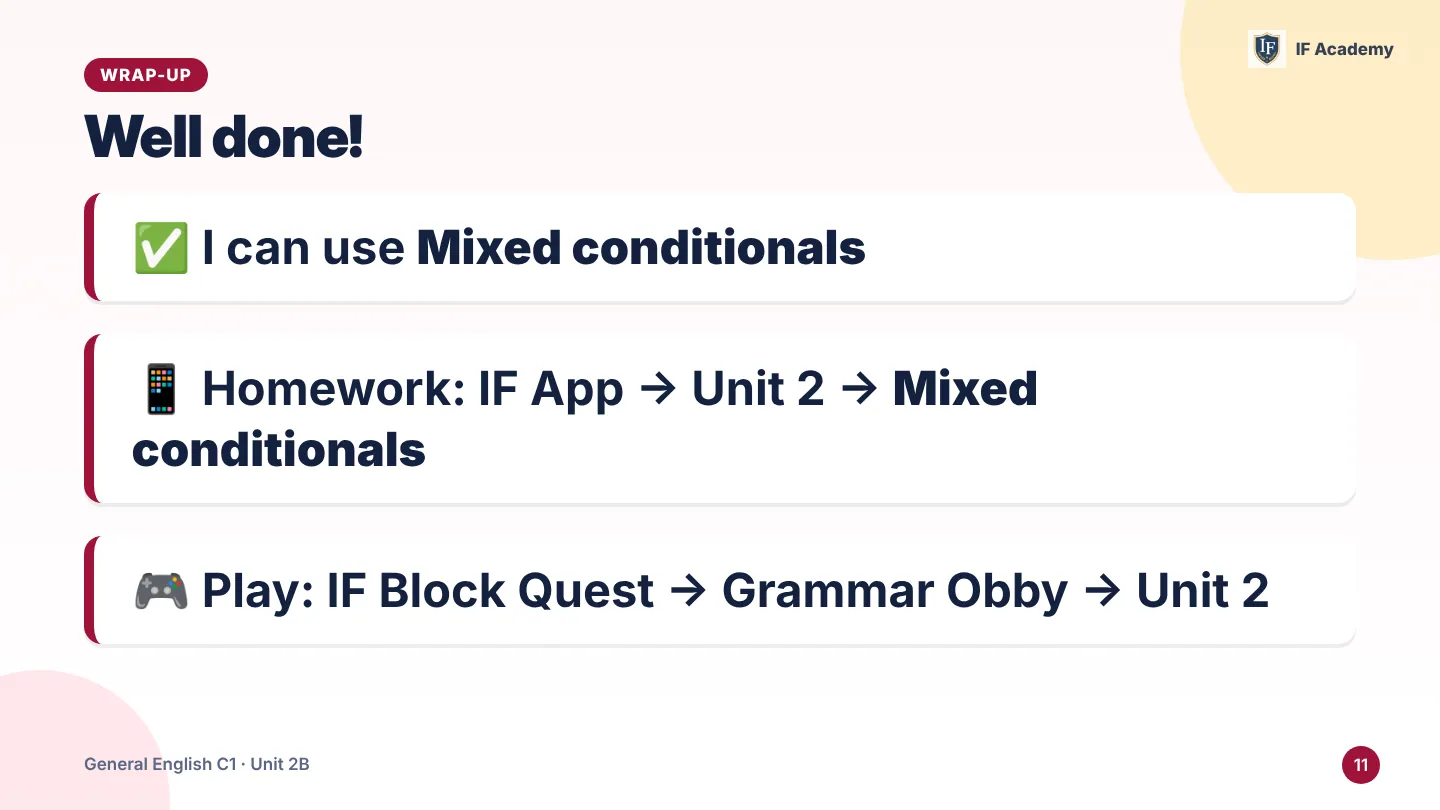 IF Academy
WRAP-UP
Well done!
✅ I can use Mixed conditionals
📱 Homework: IF App → Unit 2 → Mixed
conditionals
🎮 Play: IF Block Quest → Grammar Obby → Unit 2
General English C1 · Unit 2B
11